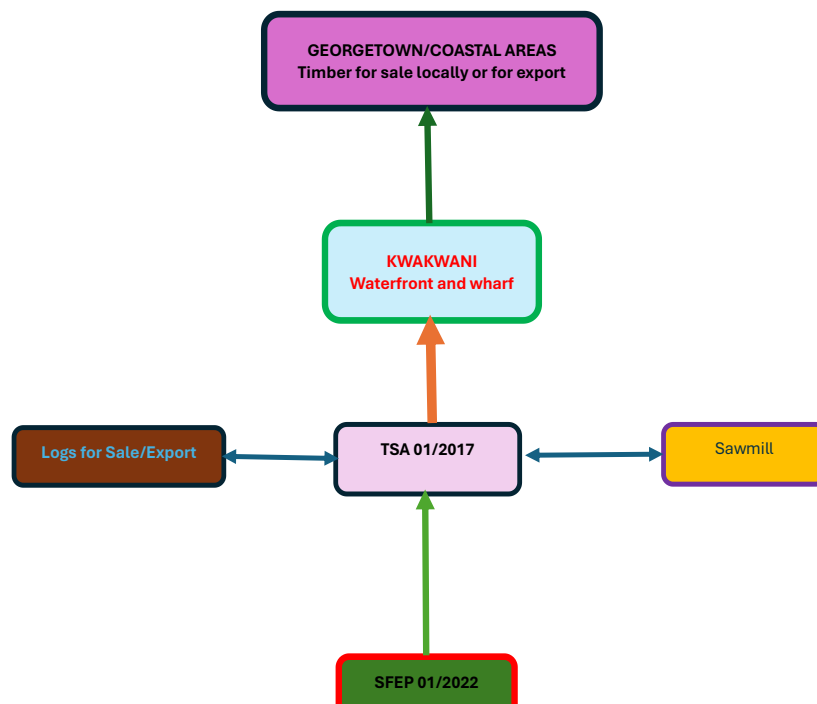 GEORGETOWN/COASTAL AREAS
Timber for sale locally or for export
KWAKWANI
Waterfront and wharf
Logs for Sale/Export
TSA 01/2017
Sawmill
SFEP 01/2022